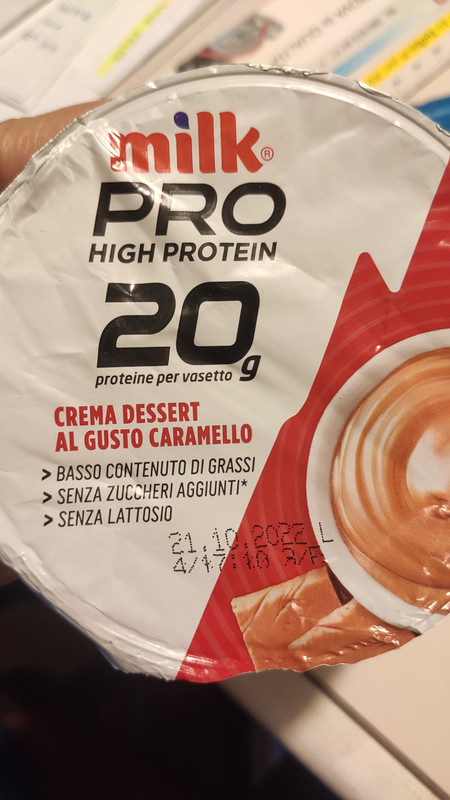 milk®
PRO
HIGH PROTEIN
20g
proteine per vasetto
CREMA DESSERT
AL GUSTO CARAMELLO
> BASSO CONTENUTO DI GRASSI
> SENZA ZUCCHERI AGGIUNTI*
> SENZA LATTOSIO
21.10.2022 L